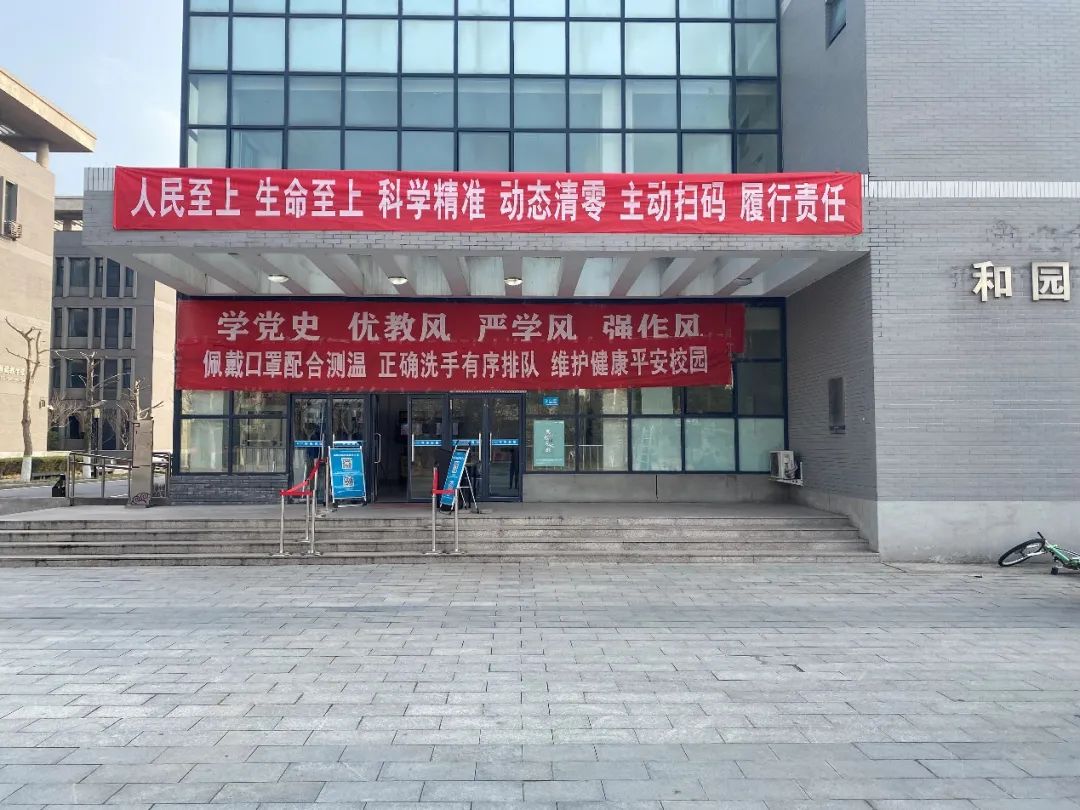 人民至上 生命至上 科学精准 动态清零 主动扫码 履行责任
和园
学党史 优教风 严学风 强作风
佩戴口罩配合测温 正确洗手有序排队 维护健康平安校园